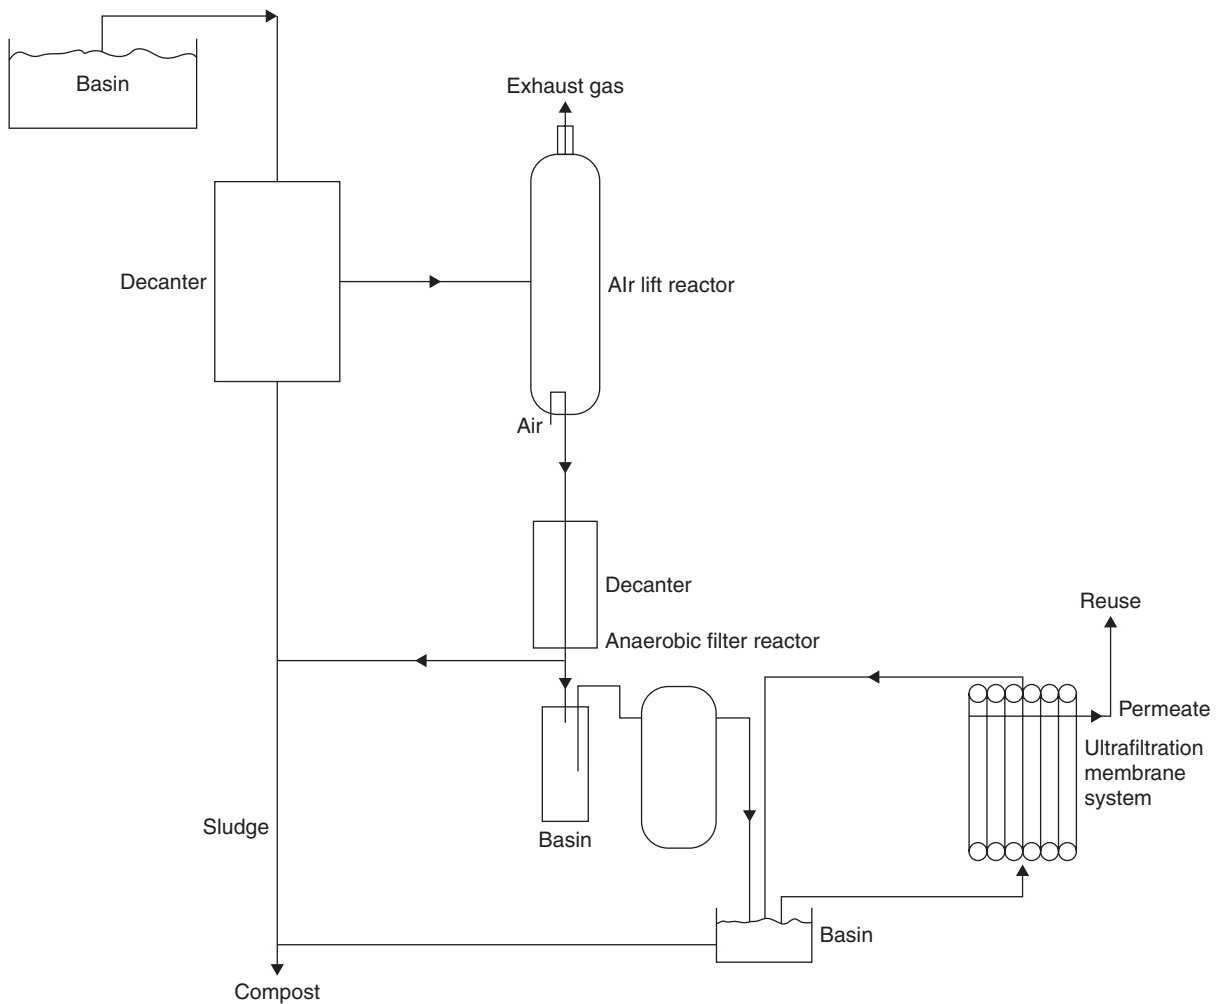 Basin
Exhaust gas
Decanter
AIr lift reactor
Air
Decanter
Anaerobic filter reactor
Reuse
Permeate
Ultrafiltration
membrane
system
Sludge
Basin
Basin
Compost